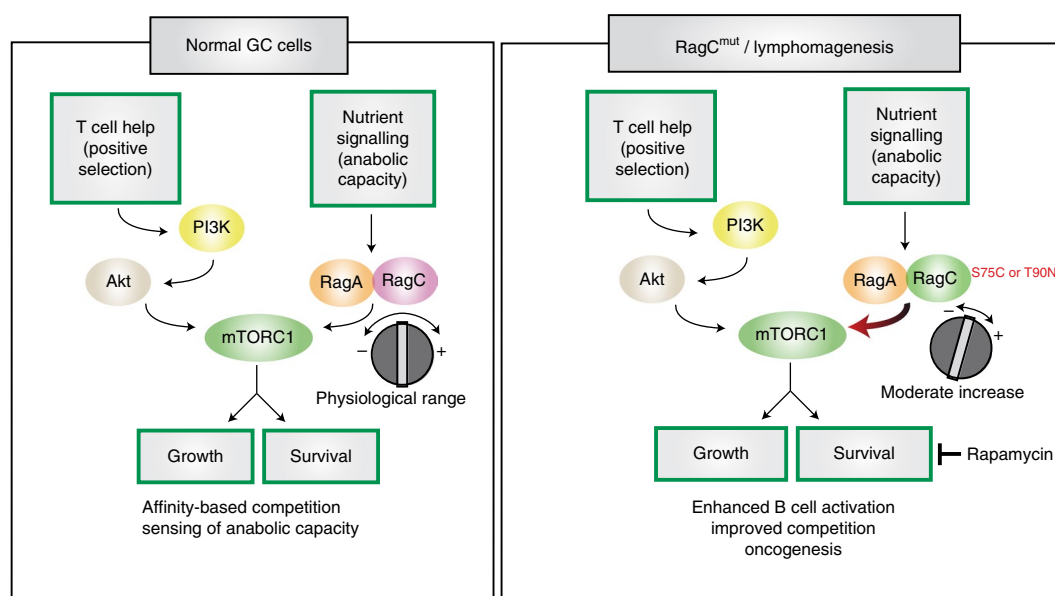 Normal GC cells
T cell help
(positive
selection)
Nutrient
signalling
(anabolic
capacity)
PI3K
Akt
RagA
RagC
mTORC1
−
+
Physiological range
Growth
Survival
Affinity-based competition
sensing of anabolic capacity
RagCmut / lymphomagenesis
T cell help
(positive
selection)
Nutrient
signalling
(anabolic
capacity)
PI3K
Akt
RagA
RagC
S75C or T90N
mTORC1
−
+
Moderate increase
Growth
Survival
Rapamycin
Enhanced B cell activation
improved competition
oncogenesis